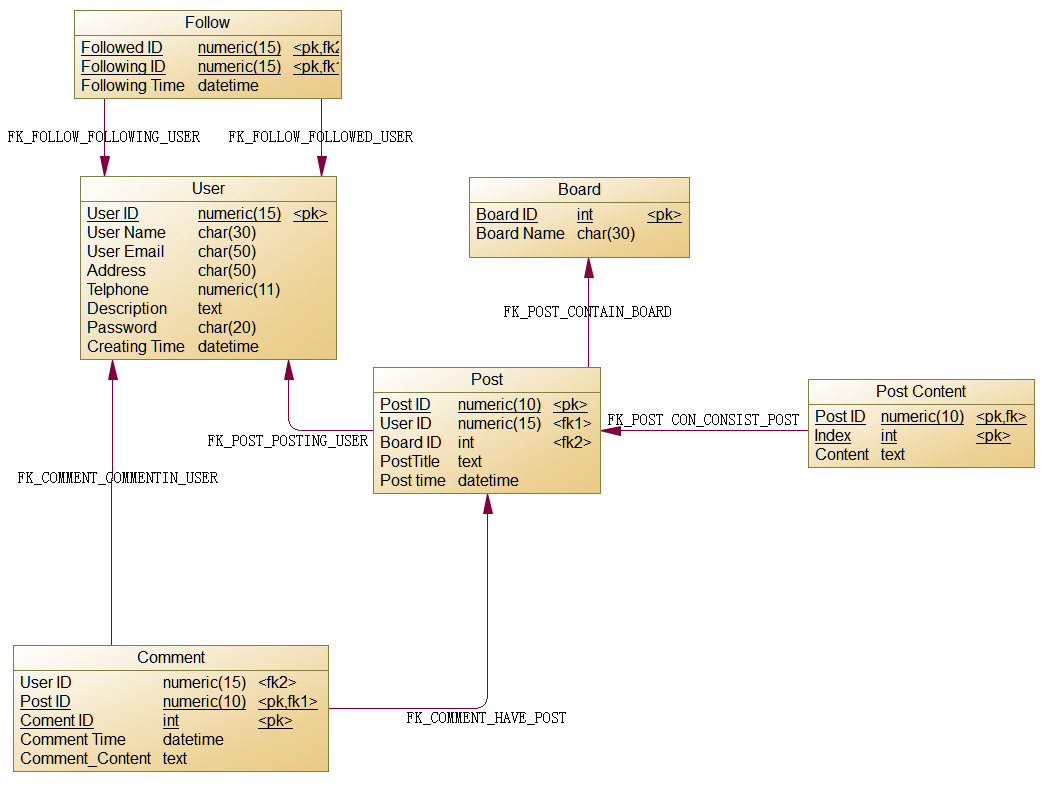 Follow
Followed ID numeric(15) <pk,fk2
Following ID numeric(15) <pk,fk1
Following Time datetime
FK_FOLLOW_FOLLOWING_USER FK_FOLLOW_FOLLOWED_USER
User
User ID numeric(15) <pk>
User Name char(30)
User Email char(50)
Address char(50)
Telphone numeric(11)
Description text
Password char(20)
Creating Time datetime
Board
Board ID int <pk>
Board Name char(30)
FK_POST_CONTAIN_BOARD
Post
Post ID numeric(10) <pk>
User ID numeric(15) <fk1>
Board ID int <fk2>
PostTitle text
Post time datetime
FK_POST CON_CONSIST_POST
Post Content
Post ID numeric(10) <pk,fk>
Index int <pk>
Content text
FK_POST_POSTING_USER
FK_COMMENT_COMMENTIN_USER
Comment
User ID numeric(15) <fk2>
Post ID numeric(10) <pk,fk1>
Coment ID int <pk>
Comment Time datetime
Comment_Content text
FK_COMMENT_HAVE_POST